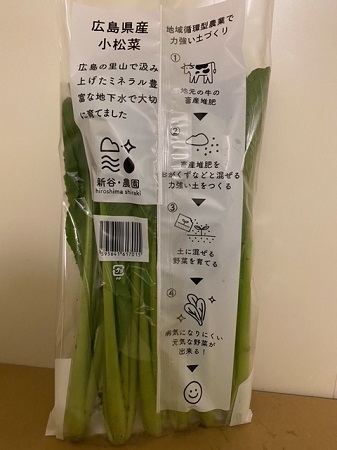 広島県産
小松菜
広島の里山で汲み
上げたミネラル豊
富な地下水で大切
に育てました
新谷・農園
hiroshima shinki
地域循環型農業で
力強い土づくり
①
地元の牛の
畜産堆肥
②
畜産堆肥を
おがくずなどと混ぜる
力強い土をつくる
③
土に混ぜる
野菜を育てる
④
病気になりにくい
元気な野菜が
出来る！